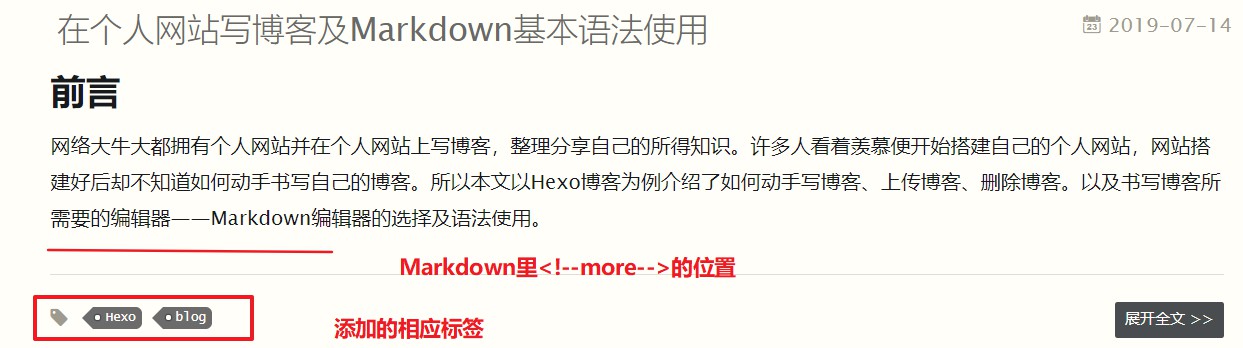 在个人网站写博客及Markdown基本语法使用
2019-07-14
前言
网络大牛大都拥有个人网站并在个人网站上写博客，整理分享自己的所得知识。许多人看着羡慕便开始搭建自己的个人网站，网站搭
建好后却不知道如何动手书写自己的博客。所以本文以Hexo博客为例介绍了如何动手写博客、上传博客、删除博客。以及书写博客所
需要的编辑器——Markdown编辑器的选择及语法使用。
Markdown里<!--more-->的位置
Hexo blog
添加的相应标签
展开全文 >>